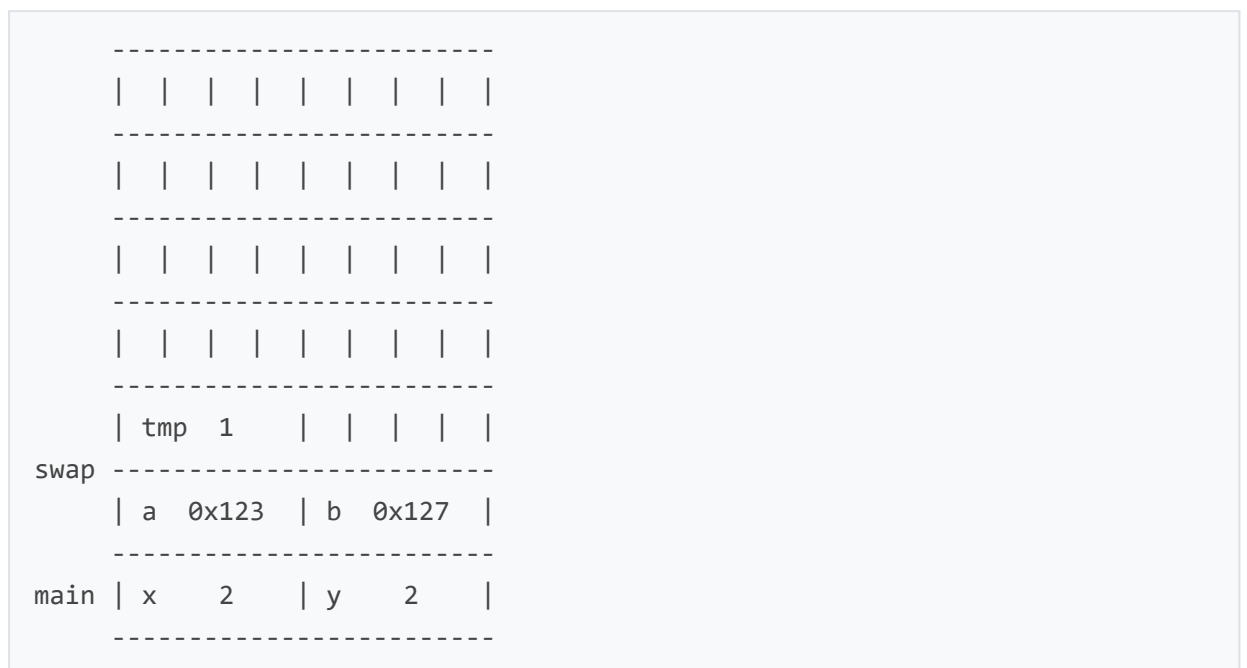 ------------------------
|  |  |  |  |  |  |  |  |
------------------------
|  |  |  |  |  |  |  |  |
------------------------
|  |  |  |  |  |  |  |  |
------------------------
|  |  |  |  |  |  |  |  |
------------------------
| tmp  1    |  |  |  |  |
swap ------------------------
| a  0x123  | b  0x127  |
------------------------
main | x    2    | y    2    |
------------------------